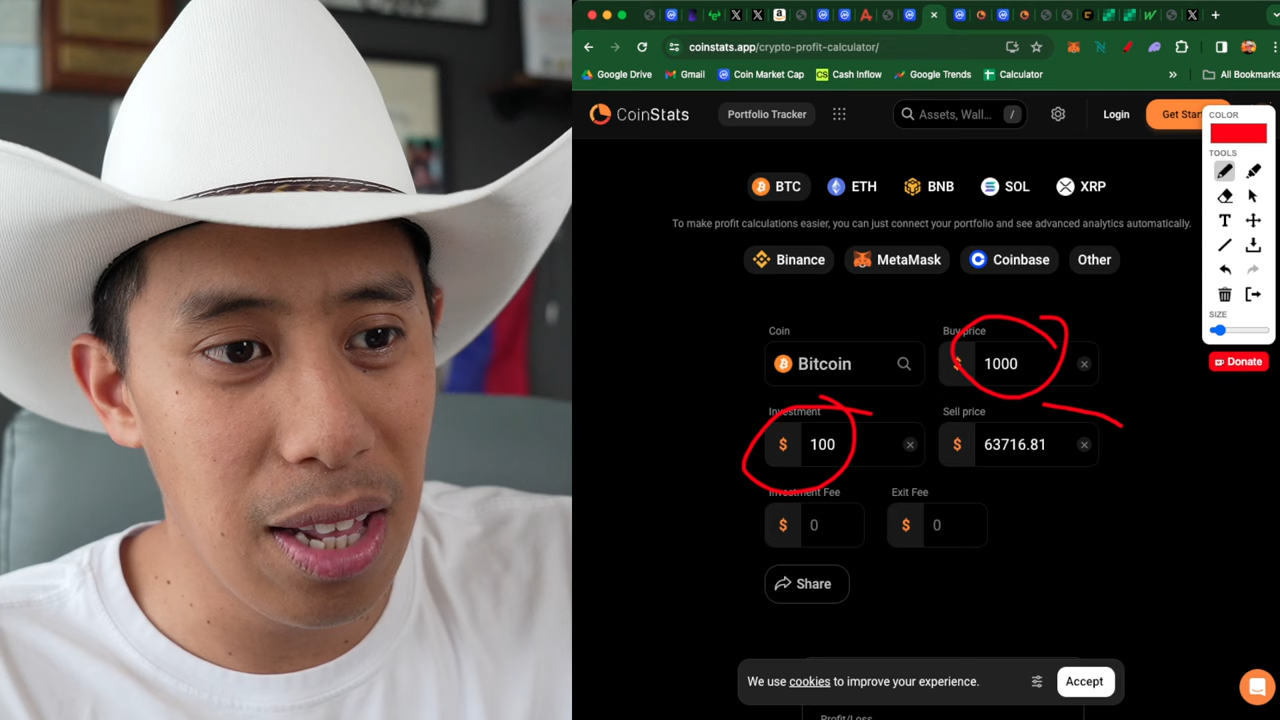 coinstats.app/crypto-profit-calculator/
Google Drive
Gmail
Coin Market Cap
CS Cash Inflow
Google Trends
Calculator
»
All Bookmarks
CoinStats
Portfolio Tracker
Assets, Wall... /
Login
Get Star
COLOR
TOOLS
T
SIZE
Donate
BTC
ETH
BNB
SOL
XRP
To make profit calculations easier, you can just connect your portfolio and see advanced analytics automatically.
Binance
MetaMask
Coinbase
Other
Coin
Buy price
Bitcoin
$ 1000
Investment
Sell price
$ 100
$ 63716.81
Investment Fee
Exit Fee
$ 0
$ 0
Share
We use cookies to improve your experience.
Accept
Profit/Loss